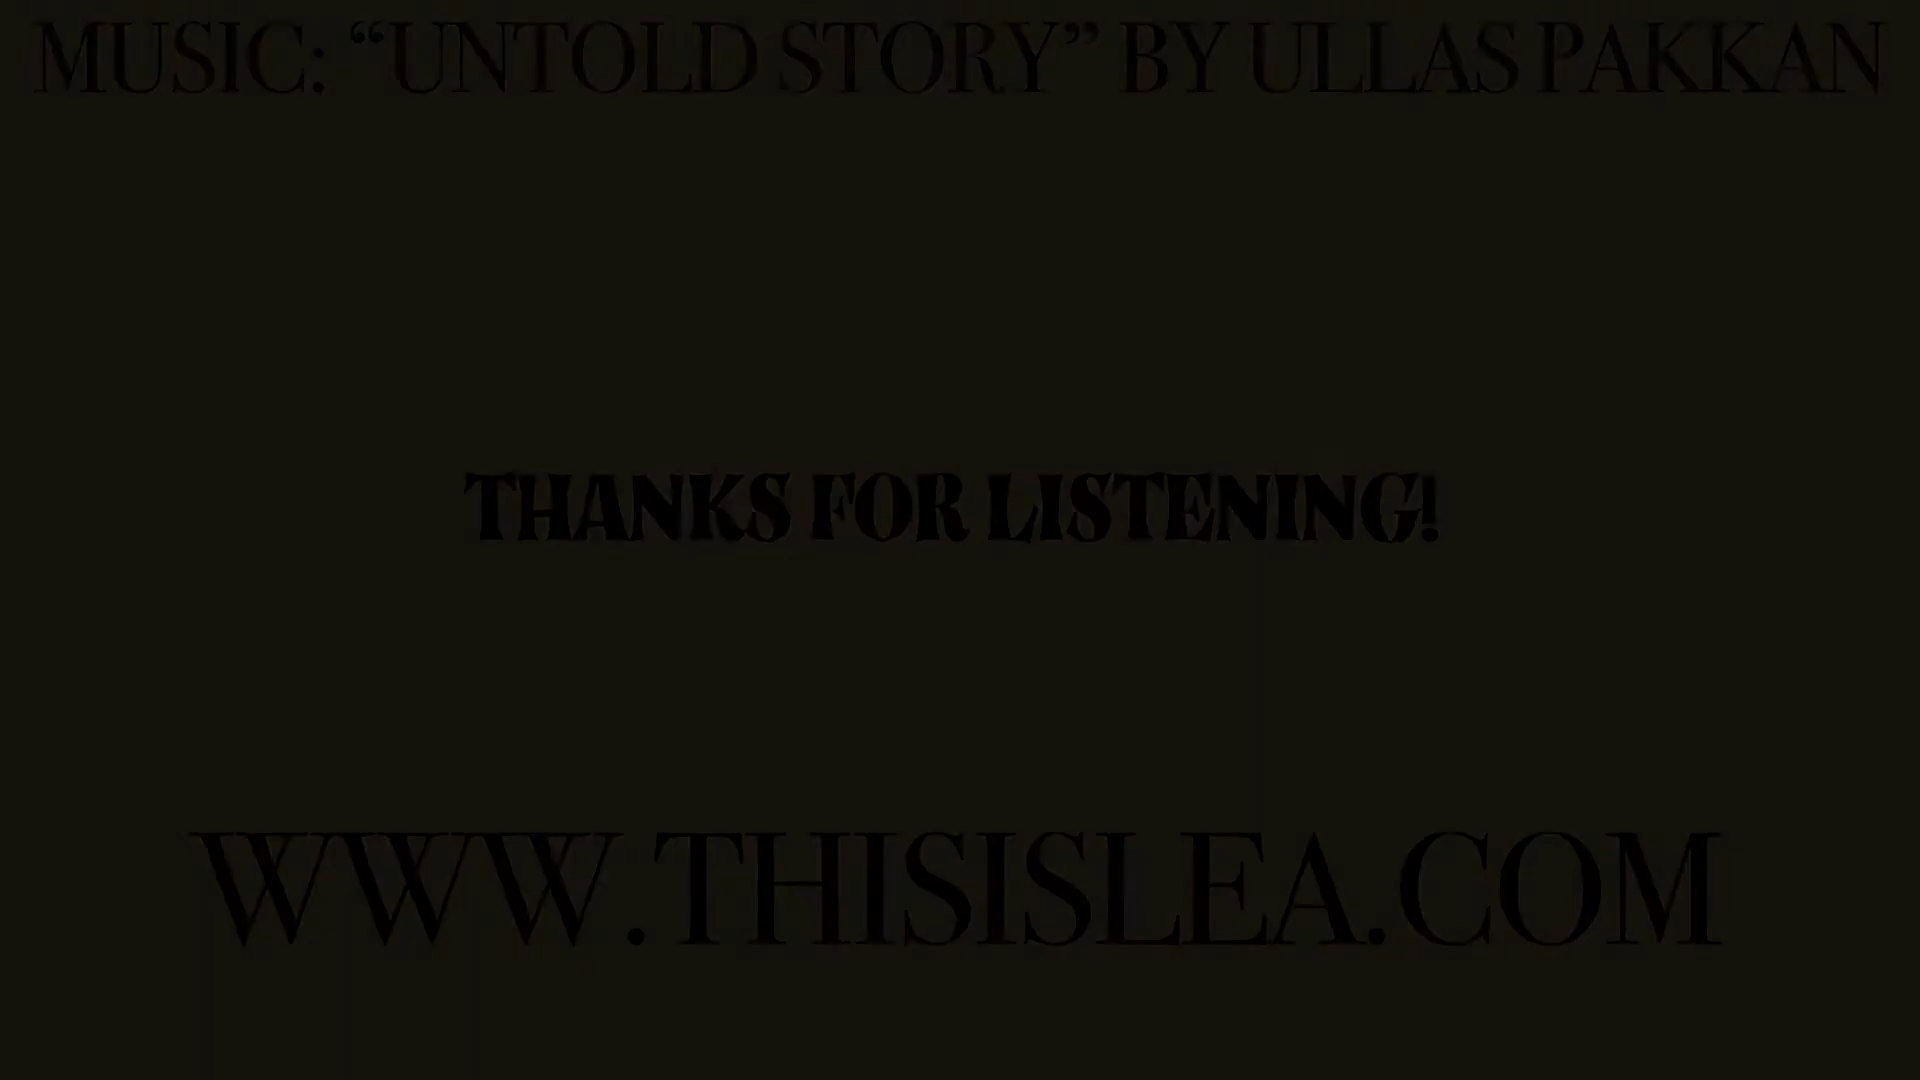 MUSIC: “UNTOLD STORY” BY ULLAS PAKKAN
THANKS FOR LISTENING!
WWW.THISISLEA.COM